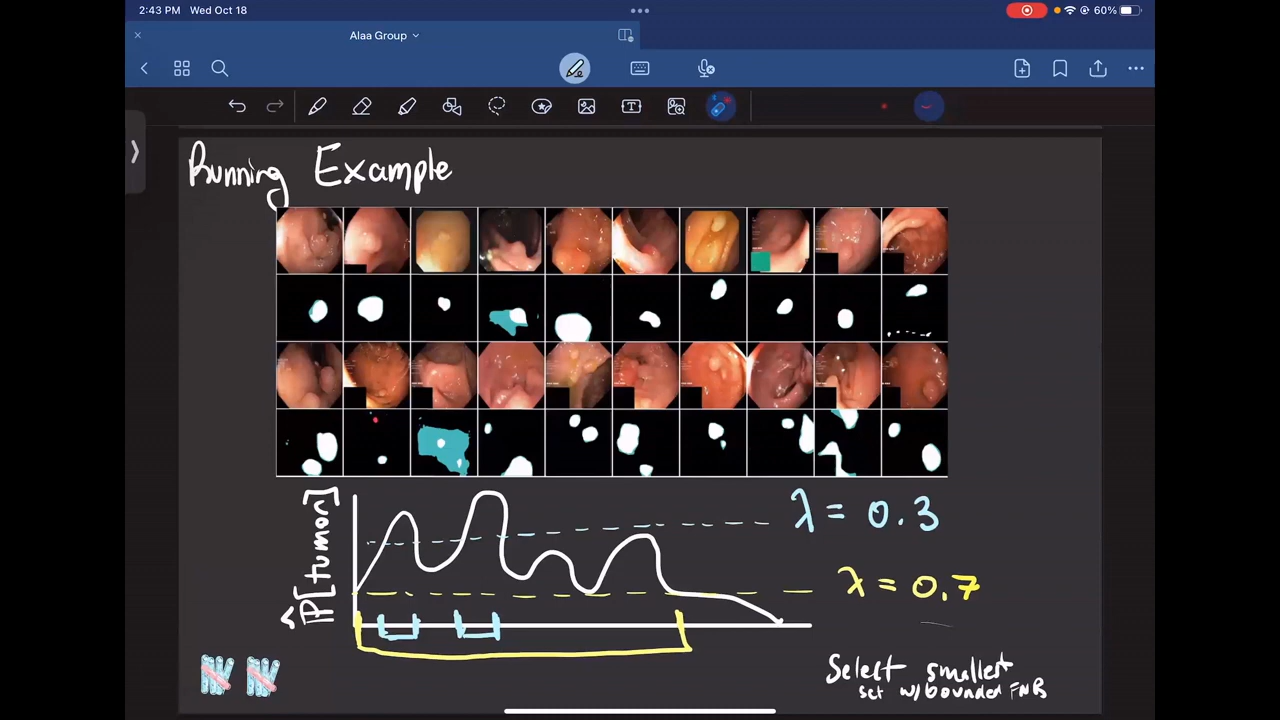 2:43 PM Wed Oct 18
60%
Alaa Group
Running Example
P̂[tumor]
λ = 0.3
λ = 0.7
Select smallest
set w/bounded FNR